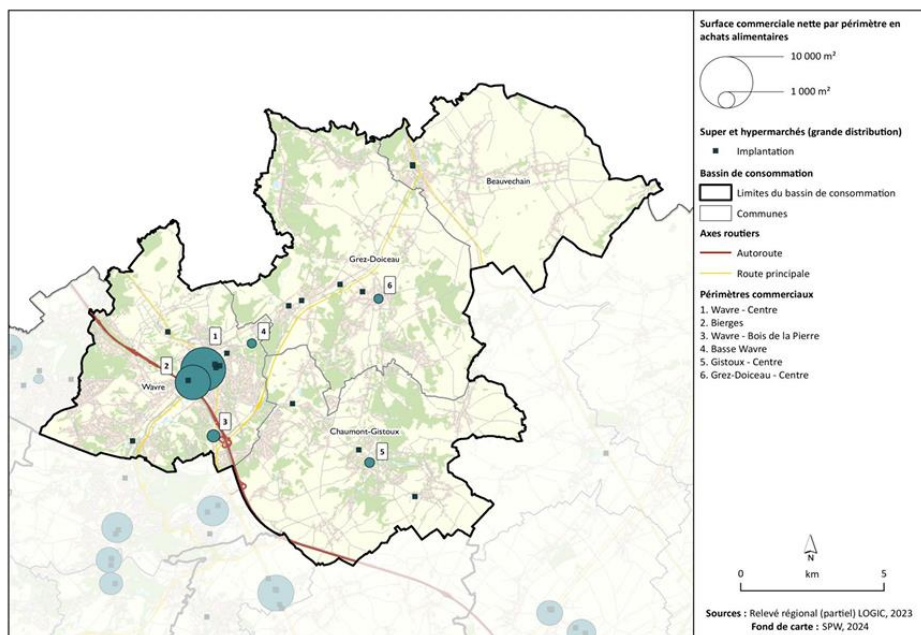 Beauvechain
Grez-Doiceau
6
1
4
2
Wavre
3
Chaumont-Gistoux
5
Surface commerciale nette par périmètre en
achats alimentaires
10 000 m²
1 000 m²
Super et hypermarchés (grande distribution)
Implantation
Bassin de consommation
Limites du bassin de consommation
Communes
Axes routiers
Autoroute
Route principale
Périmètres commerciaux
1. Wavre - Centre
2. Bierges
3. Wavre - Bois de la Pierre
4. Basse Wavre
5. Gistoux - Centre
6. Grez-Doiceau - Centre
N
0 5
km
Sources : Relevé régional (partiel) LOGIC, 2023
Fond de carte : SPW, 2024